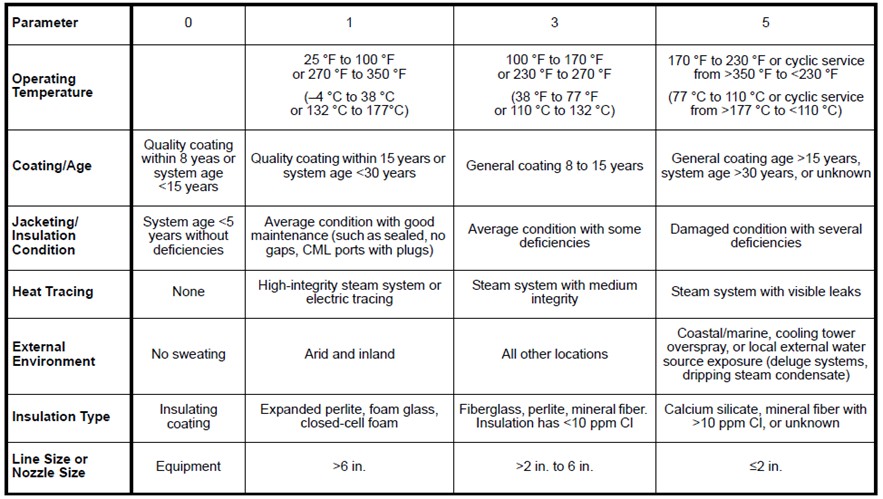 Parameter
0
1
3
5
Operating
Temperature
25 °F to 100 °F
or 270 °F to 350 °F
(–4 °C to 38 °C
or 132 °C to 177°C)
100 °F to 170 °F
or 230 °F to 270 °F
(38 °F to 77 °F
or 110 °C to 132 °C)
170 °F to 230 °F or cyclic service
from >350 °F to <230 °F
(77 °C to 110 °C or cyclic service
from >177 °C to <110 °C)
Coating/Age
Quality coating
within 8 yeas or
system age
<15 years
Quality coating within 15 years or
system age <30 years
General coating 8 to 15 years
General coating age >15 years,
system age >30 years, or unknown
Jacketing/
Insulation
Condition
System age <5
years without
deficiencies
Average condition with good
maintenance (such as sealed, no
gaps, CML ports with plugs)
Average condition with some
deficiencies
Damaged condition with several
deficiencies
Heat Tracing
None
High-integrity steam system or
electric tracing
Steam system with medium
integrity
Steam system with visible leaks
External
Environment
No sweating
Arid and inland
All other locations
Coastal/marine, cooling tower
overspray, or local external water
source exposure (deluge systems,
dripping steam condensate)
Insulation Type
Insulating
coating
Expanded perlite, foam glass,
closed-cell foam
Fiberglass, perlite, mineral fiber.
Insulation has <10 ppm Cl
Calcium silicate, mineral fiber with
>10 ppm Cl, or unknown
Line Size or
Nozzle Size
Equipment
>6 in.
>2 in. to 6 in.
≤2 in.